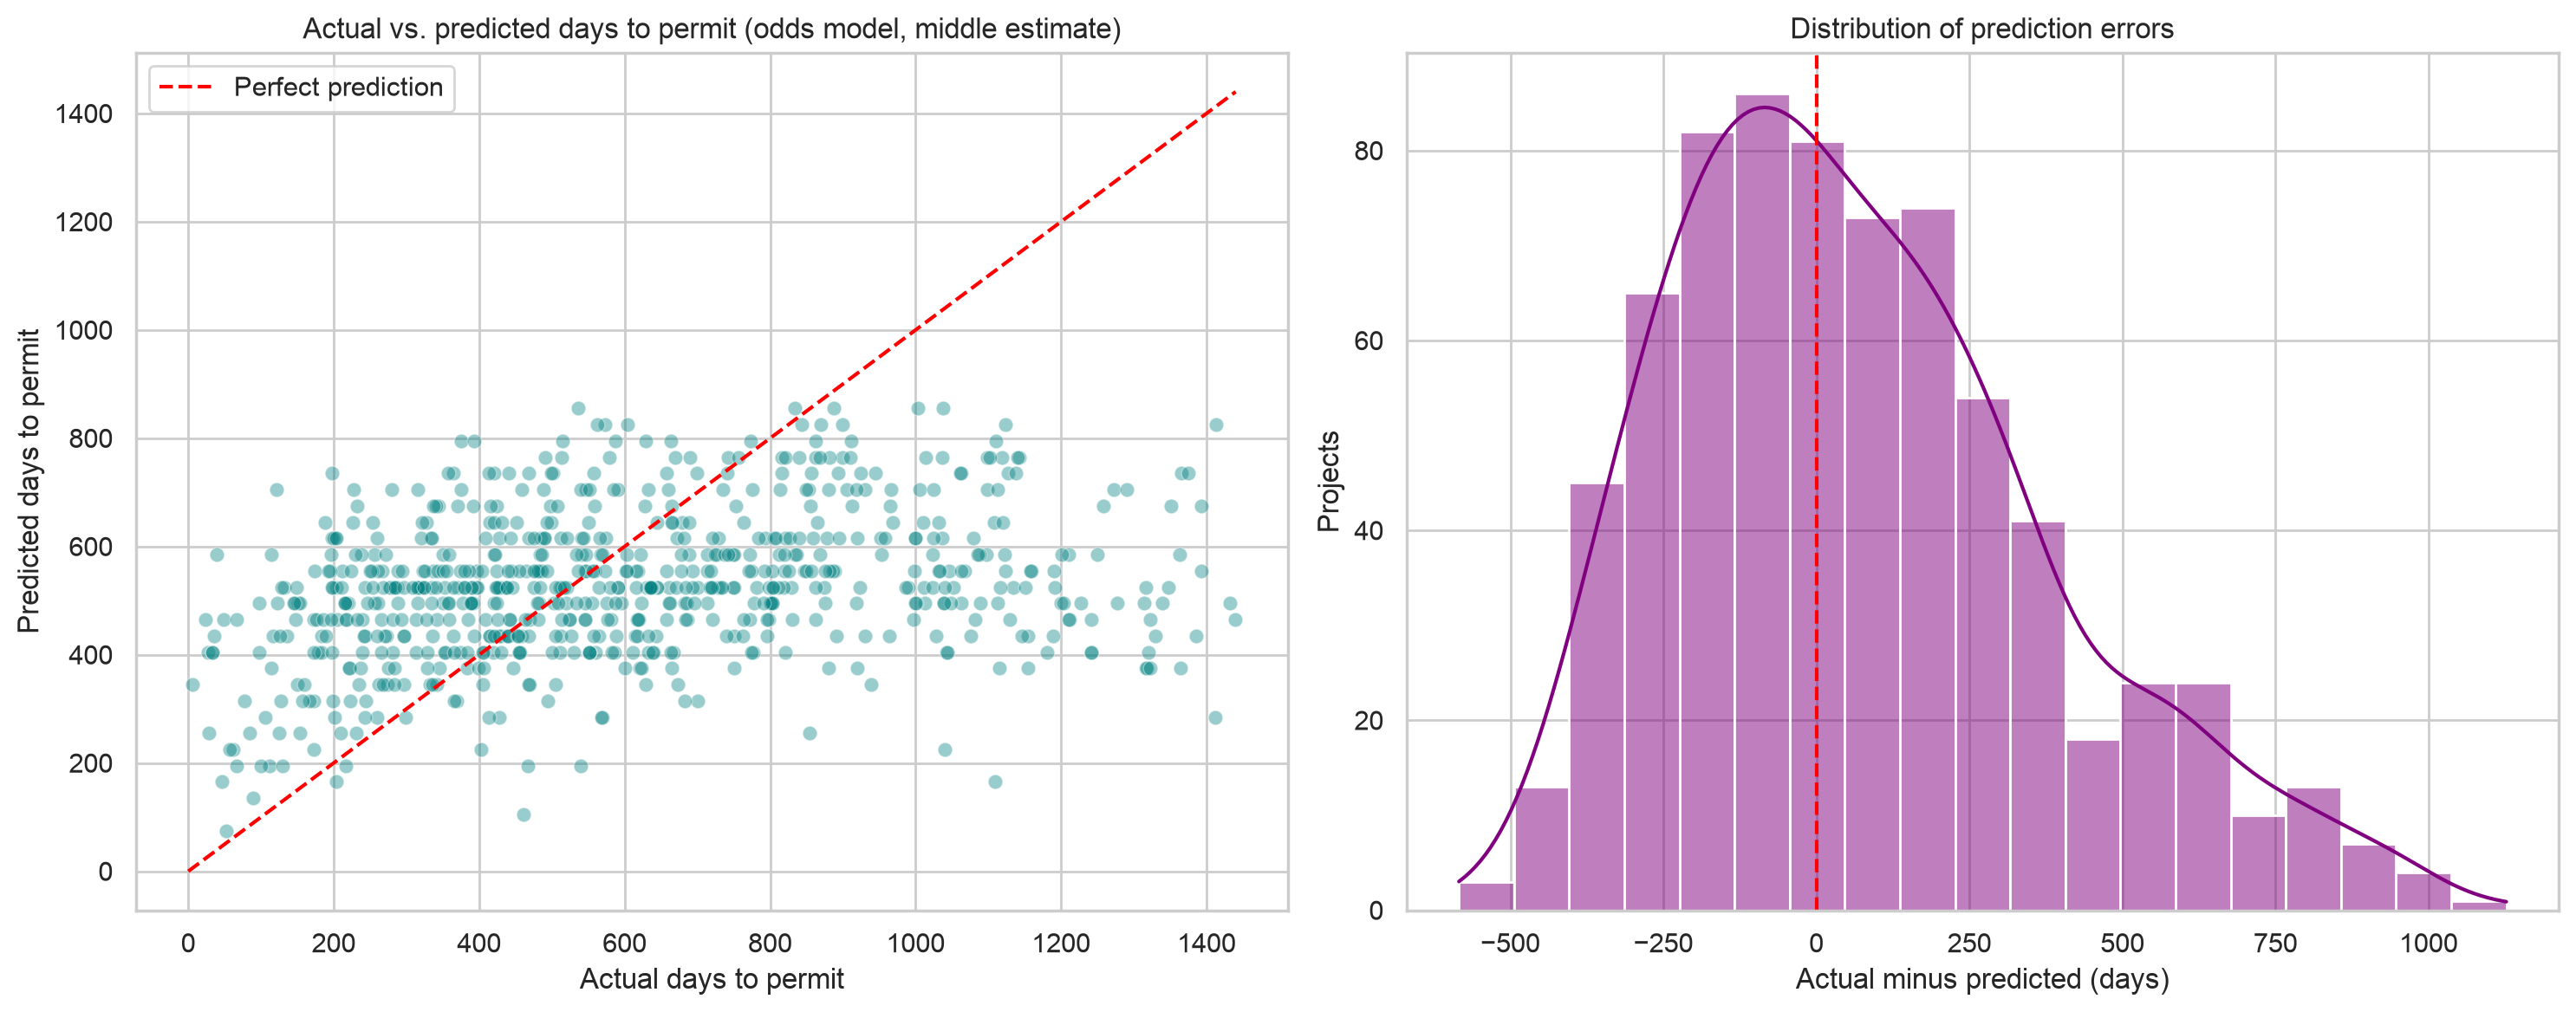 Actual vs. predicted days to permit (odds model, middle estimate)
Perfect prediction
Predicted days to permit
1400
1200
1000
800
600
400
200
0
0 200 400 600 800 1000 1200 1400
Actual days to permit
Distribution of prediction errors
Projects
80
60
40
20
0
−500 −250 0 250 500 750 1000
Actual minus predicted (days)